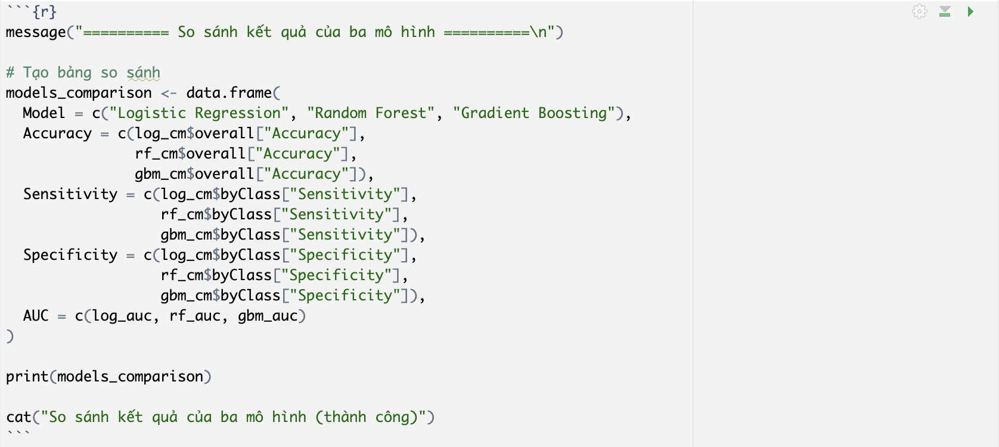 ```{r}
message("========== So sánh kết quả của ba mô hình ==========\n")
# Tạo bảng so sánh
models_comparison <- data.frame(
  Model = c("Logistic Regression", "Random Forest", "Gradient Boosting"),
  Accuracy = c(log_cm$overall["Accuracy"],
               rf_cm$overall["Accuracy"],
               gbm_cm$overall["Accuracy"]),
  Sensitivity = c(log_cm$byClass["Sensitivity"],
                  rf_cm$byClass["Sensitivity"],
                  gbm_cm$byClass["Sensitivity"]),
  Specificity = c(log_cm$byClass["Specificity"],
                  rf_cm$byClass["Specificity"],
                  gbm_cm$byClass["Specificity"]),
  AUC = c(log_auc, rf_auc, gbm_auc)
)
print(models_comparison)
cat("So sánh kết quả của ba mô hình (thành công)")
```